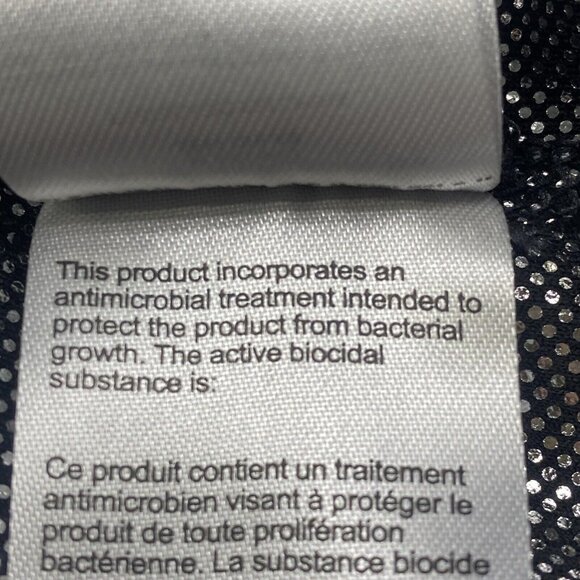 This product incorporates an
antimicrobial treatment intended to
protect the product from bacterial
growth. The active biocidal
substance is:
Ce produit contient un traitement
antimicrobien visant à protéger le
produit de toute prolifération
bactérienne. La substance biocide